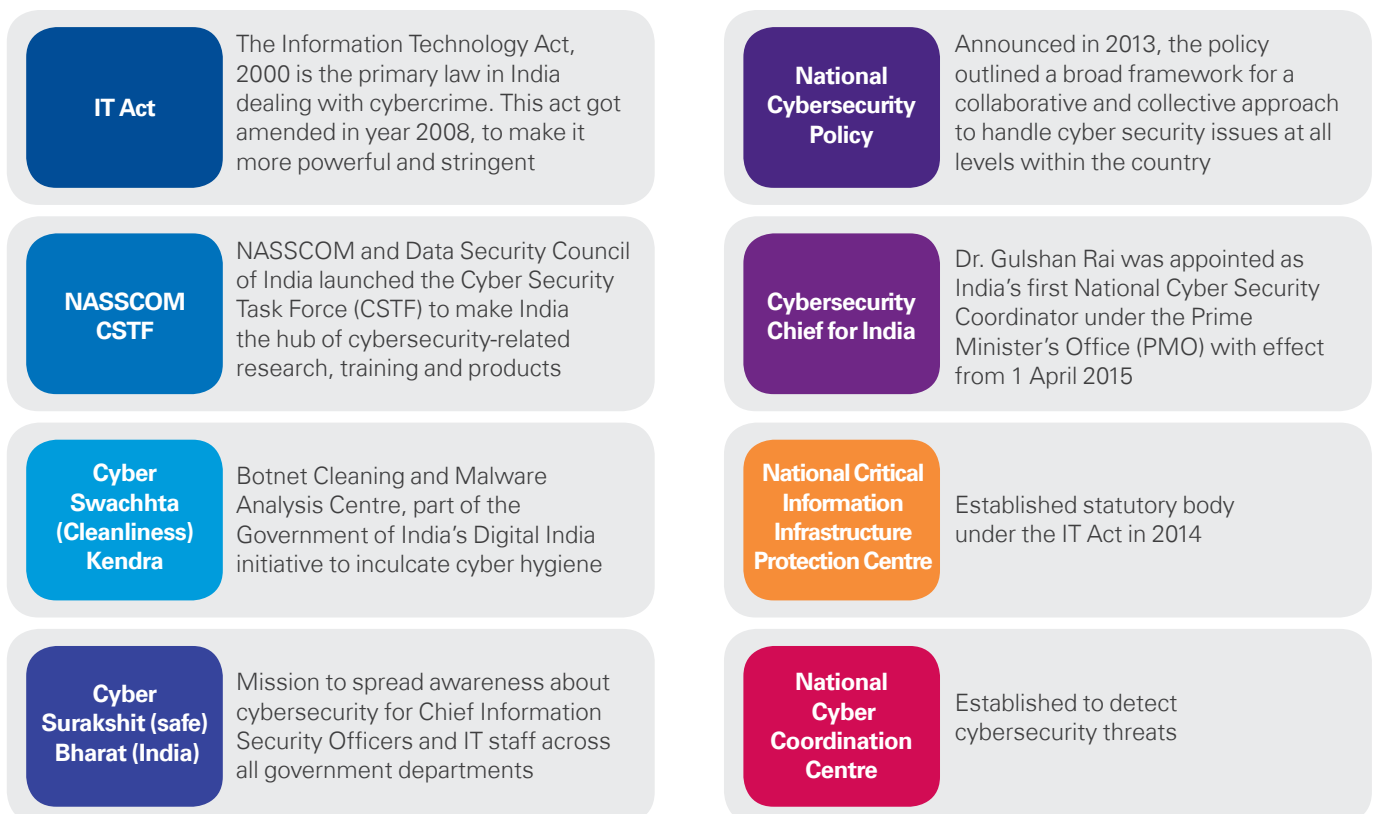 IT Act
The Information Technology Act,
2000 is the primary law in India
dealing with cybercrime. This act got
amended in year 2008, to make it
more powerful and stringent
National
Cybersecurity
Policy
Announced in 2013, the policy
outlined a broad framework for a
collaborative and collective approach
to handle cyber security issues at all
levels within the country
NASSCOM
CSTF
NASSCOM and Data Security Council
of India launched the Cyber Security
Task Force (CSTF) to make India
the hub of cybersecurity-related
research, training and products
Cybersecurity
Chief for India
Dr. Gulshan Rai was appointed as
India's first National Cyber Security
Coordinator under the Prime
Minister's Office (PMO) with effect
from 1 April 2015
Cyber
Swachhta
(Cleanliness)
Kendra
Botnet Cleaning and Malware
Analysis Centre, part of the
Government of India's Digital India
initiative to inculcate cyber hygiene
National Critical
Information
Infrastructure
Protection Centre
Established statutory body
under the IT Act in 2014
Cyber
Surakshit (safe)
Bharat (India)
Mission to spread awareness about
cybersecurity for Chief Information
Security Officers and IT staff across
all government departments
National
Cyber
Coordination
Centre
Established to detect
cybersecurity threats